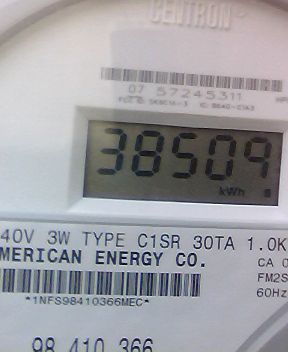 CENTRON®
07 57245311
38509
kWh
40V 3W TYPE C1SR 30TA 1.0K
MERICAN ENERGY CO.
CA 0
FM2S
60Hz
*1NFS98410366MEC*
98 410 366